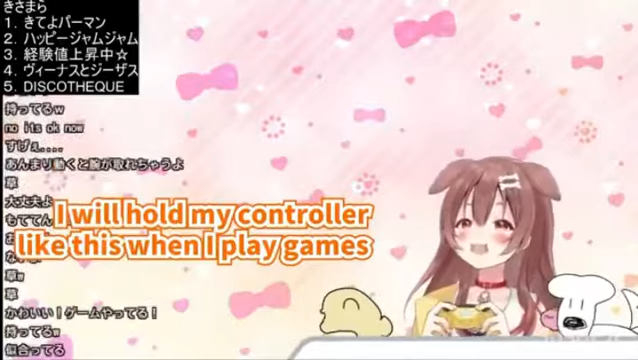 きさまら
1. きてよパーマン
2. ハッピージャムジャム
3. 経験値上昇中☆
4. ヴィーナスとジーザス
5. DISCOTHEQUE
持ってるw
no its ok now
すげぇ....
あんまり動くと腕が取れちゃうよ
草
大丈夫よ
もててん
I will hold my controller
like this when I play games
草w
草
かわいい！ゲームやってる！
持ってるw
似合ってる